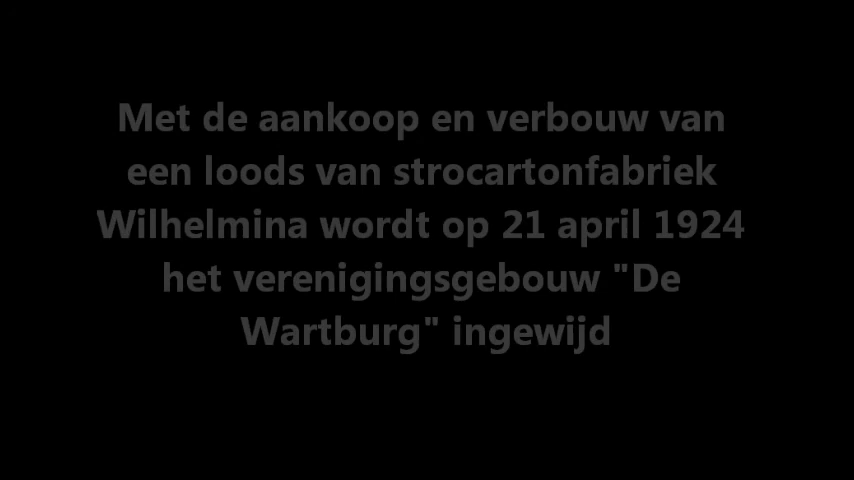 Met de aankoop en verbouw van
een loods van strocartonfabriek
Wilhelmina wordt op 21 april 1924
het verenigingsgebouw "De
Wartburg" ingewijd